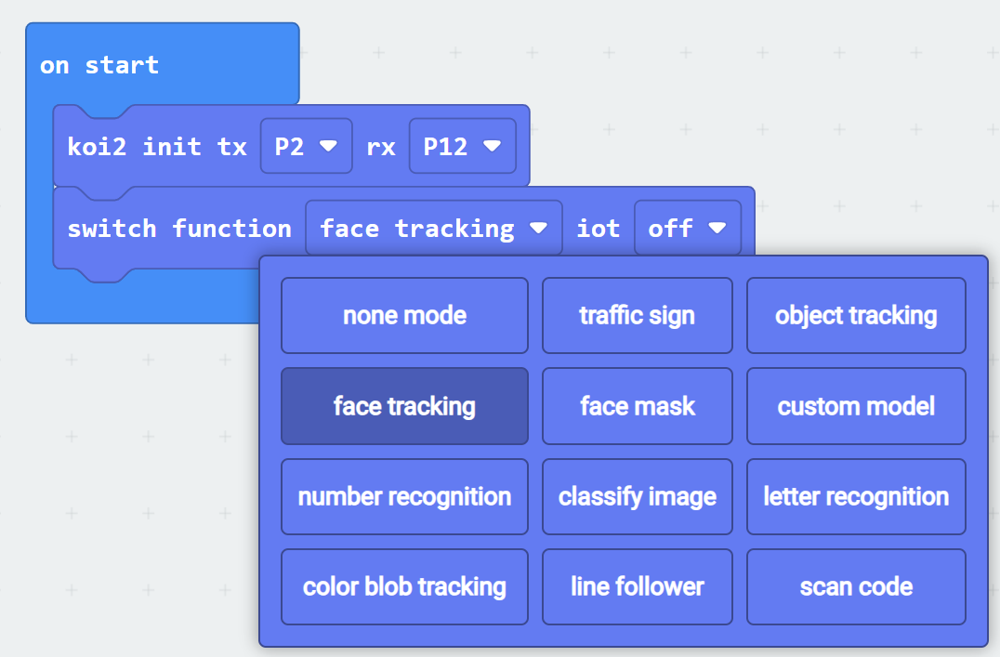 on start
koi2 init tx P2 rx P12
switch function face tracking iot off
none mode traffic sign object tracking
face tracking face mask custom model
number recognition classify image letter recognition
color blob tracking line follower scan code